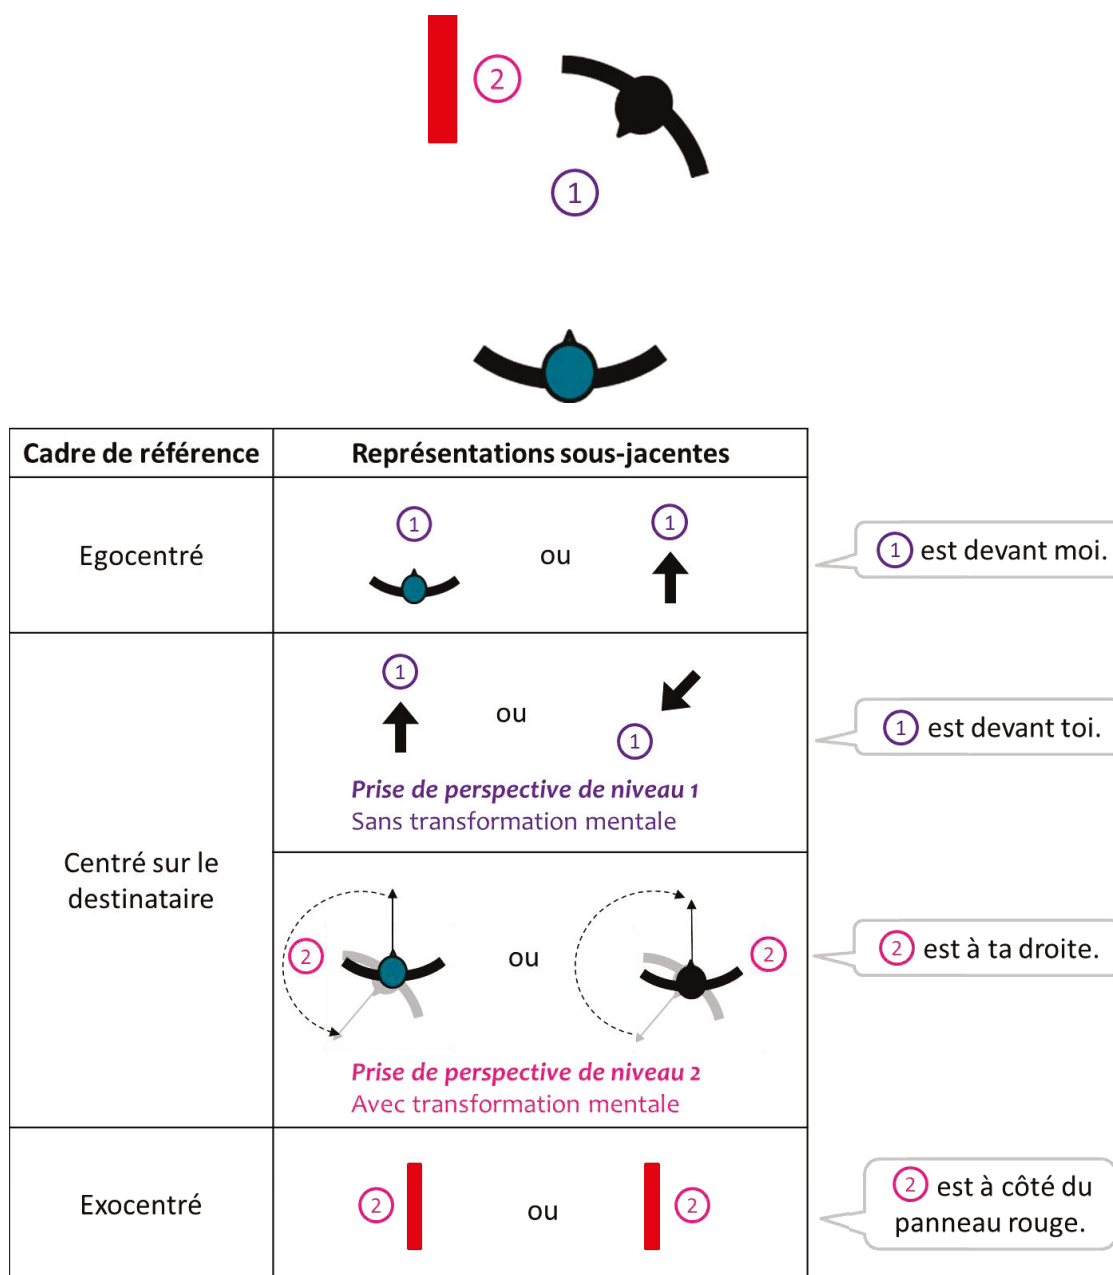 2
1
Cadre de référence
Représentations sous-jacentes
Egocentré
1
ou
1
1 est devant moi.
Centré sur le
destinataire
1
ou
1
Prise de perspective de niveau 1
Sans transformation mentale
1 est devant toi.
2
ou
2
Prise de perspective de niveau 2
Avec transformation mentale
2 est à ta droite.
Exocentré
2
ou
2
2 est à côté du
panneau rouge.